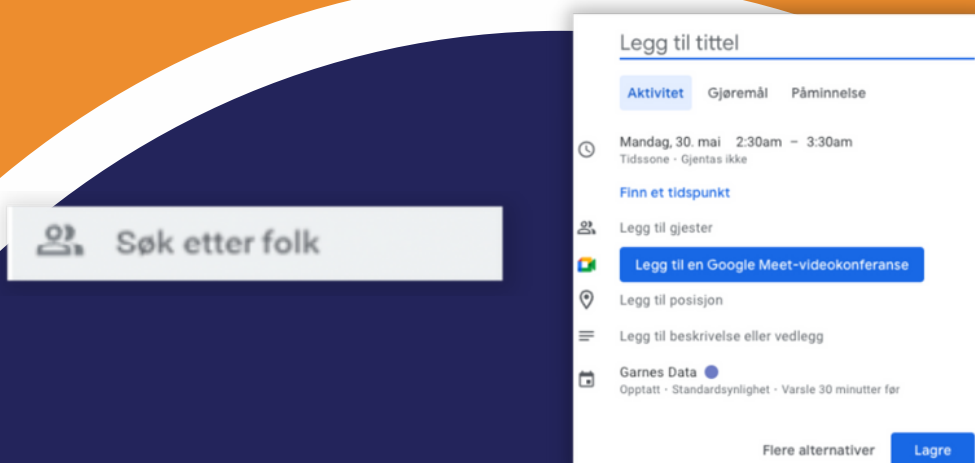 Søk etter folk
Legg til tittel
Aktivitet Gjøremål Påminnelse
Mandag, 30. mai 2:30am – 3:30am
Tidssone · Gjentas ikke
Finn et tidspunkt
Legg til gjester
Legg til en Google Meet-videokonferanse
Legg til posisjon
Legg til beskrivelse eller vedlegg
Garnes Data
Opptatt · Standardsynlighet · Varsle 30 minutter før
Flere alternativer Lagre